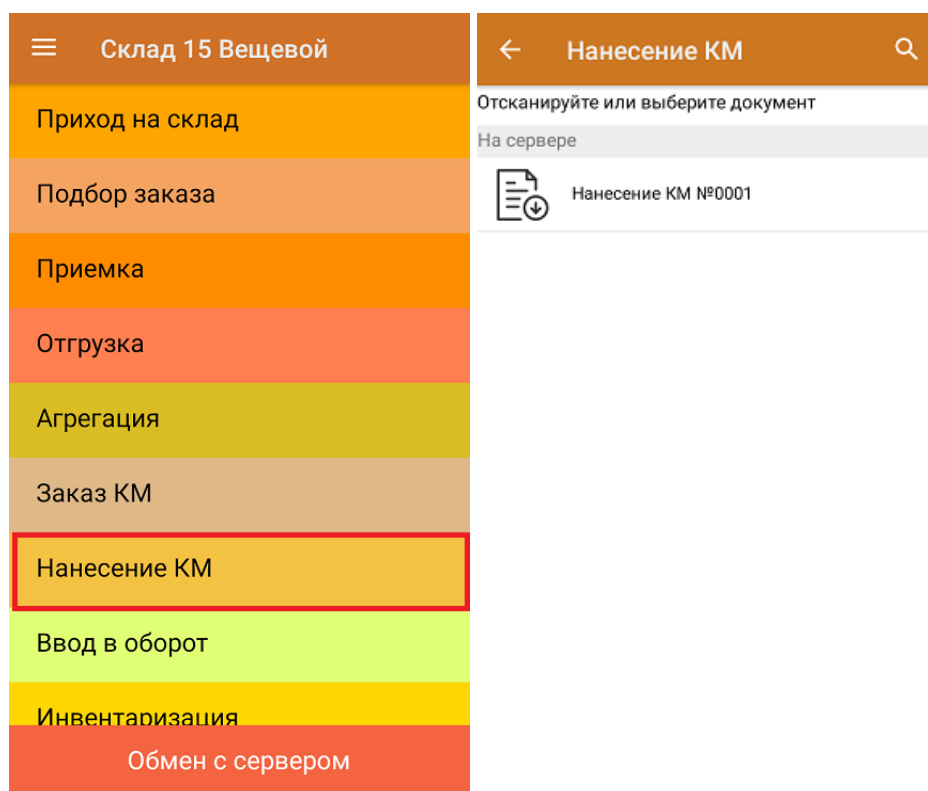 Склад 15 Вещевой
Приход на склад
Подбор заказа
Приемка
Отгрузка
Агрегация
Заказ КМ
Нанесение КМ
Ввод в оборот
Инвентаризация
Обмен с сервером
Нанесение КМ
Отсканируйте или выберите документ
На сервере
Нанесение КМ №0001